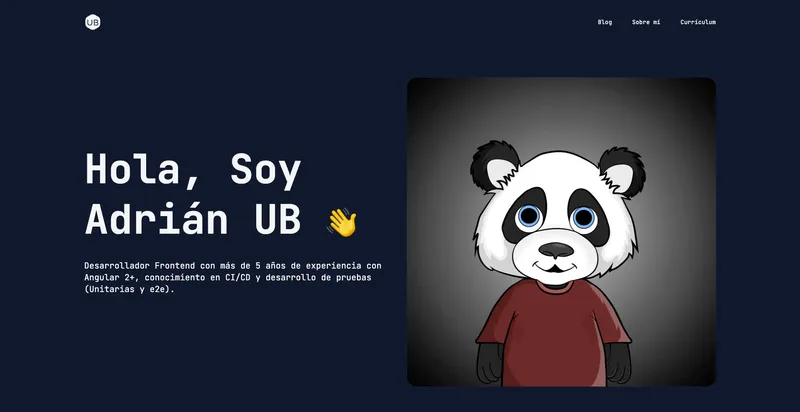 UB
Blog
Sobre mí
Currículum
Hola, Soy
Adrián UB 👋
Desarrollador Frontend con más de 5 años de experiencia con
Angular 2+, conocimiento en CI/CD y desarrollo de pruebas
(Unitarias y e2e).